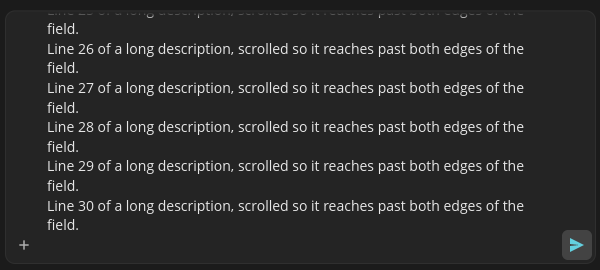 field.
Line 26 of a long description, scrolled so it reaches past both edges of the
field.
Line 27 of a long description, scrolled so it reaches past both edges of the
field.
Line 28 of a long description, scrolled so it reaches past both edges of the
field.
Line 29 of a long description, scrolled so it reaches past both edges of the
field.
Line 30 of a long description, scrolled so it reaches past both edges of the
field.